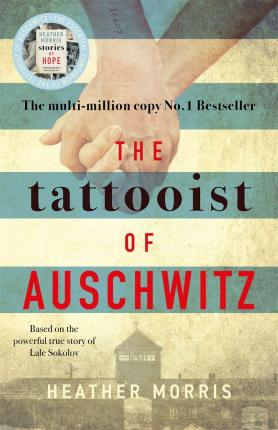 HEATHER
MORRIS
stories
of
HOPE
32407
The multi-million copy No.1 Bestseller
THE
tattooist
OF
AUSCHWITZ
Based on the
powerful true story of
Lale Sokolov
HEATHER MORRIS